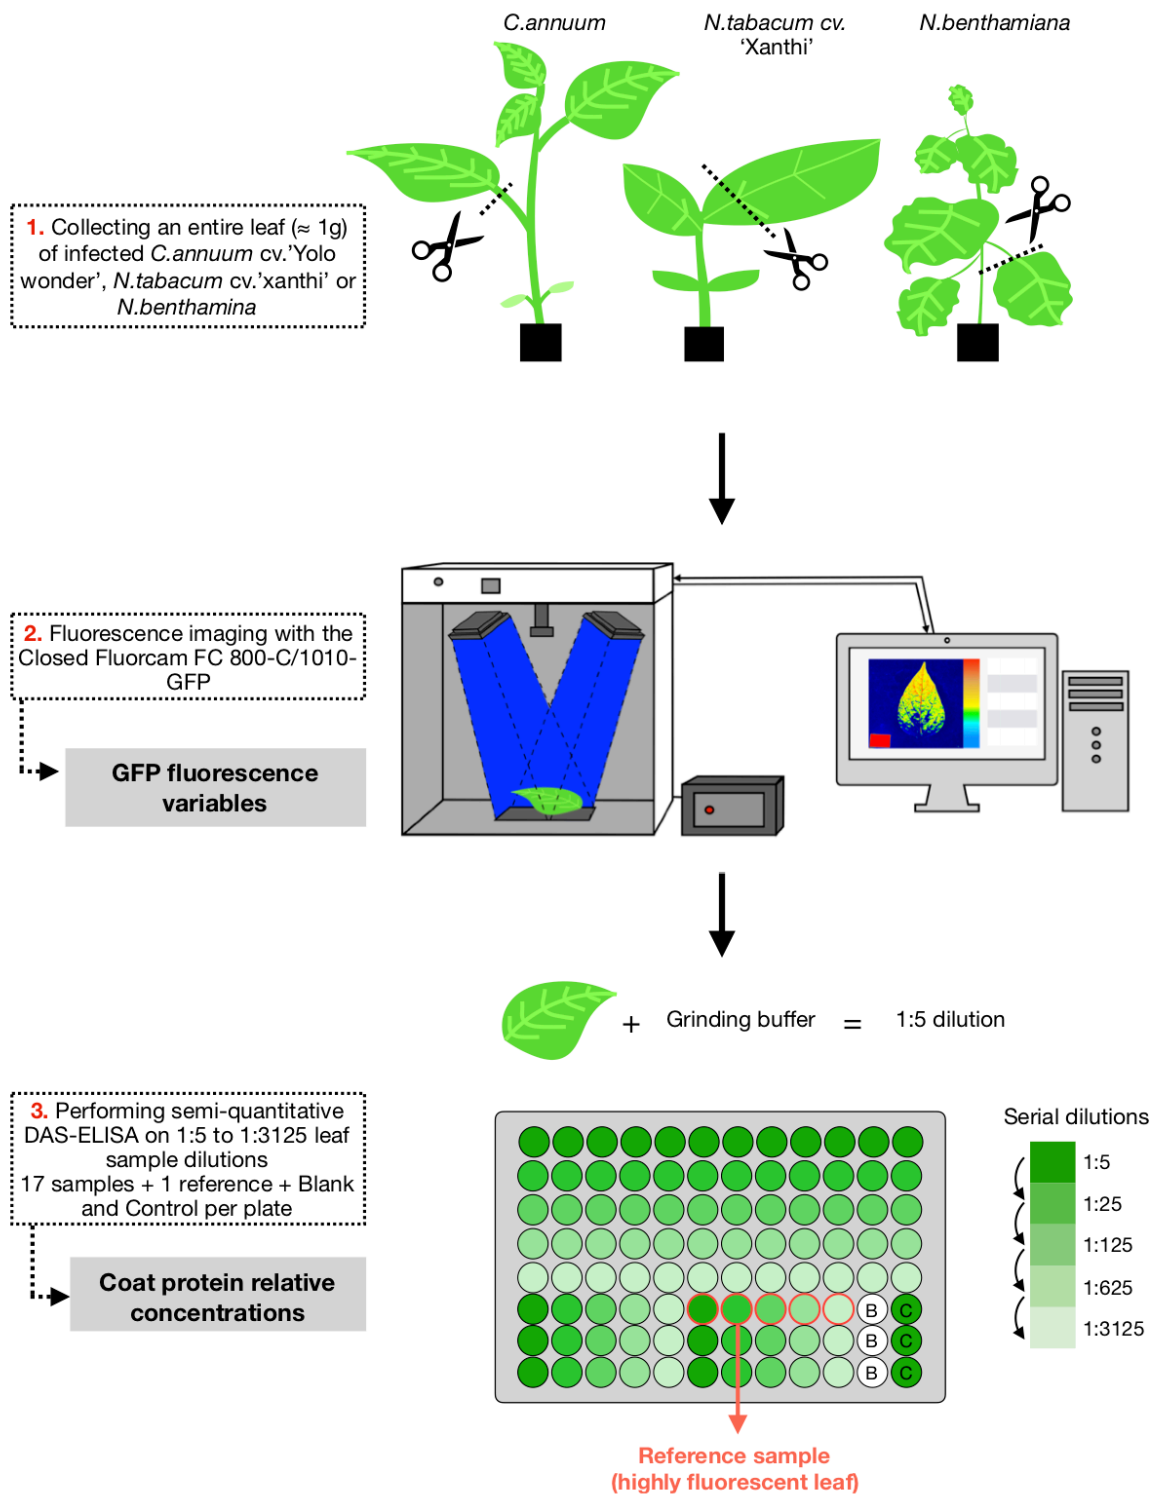 C.annuum
N.tabacum cv.
‘Xanthi’
N.benthamiana
1. Collecting an entire leaf (≈ 1g)
of infected C.annuum cv.’Yolo
wonder’, N.tabacum cv.’xanthi’ or
N.benthamina
2. Fluorescence imaging with the
Closed Fluorcam FC 800-C/1010-
GFP
GFP fluorescence
variables
+ Grinding buffer = 1:5 dilution
3. Performing semi-quantitative
DAS-ELISA on 1:5 to 1:3125 leaf
sample dilutions
17 samples + 1 reference + Blank
and Control per plate
Coat protein relative
concentrations
B C
B C
B C
Serial dilutions
1:5
1:25
1:125
1:625
1:3125
Reference sample
(highly fluorescent leaf)